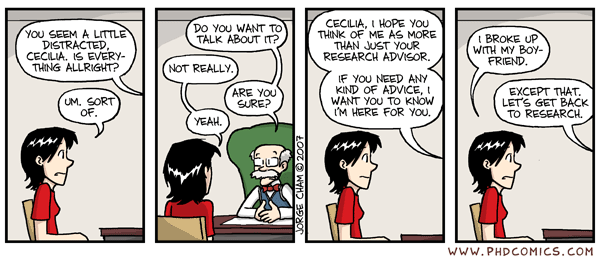 YOU SEEM A LITTLE
DISTRACTED,
CECILIA. IS EVERY-
THING ALLRIGHT?
UM. SORT
OF.
DO YOU WANT TO
TALK ABOUT IT?
NOT REALLY.
ARE YOU
SURE?
YEAH.
JORGE CHAM © 2007
CECILIA, I HOPE YOU
THINK OF ME AS MORE
THAN JUST YOUR
RESEARCH ADVISOR.
IF YOU NEED ANY
KIND OF ADVICE, I
WANT YOU TO KNOW
I'M HERE FOR YOU.
I BROKE UP
WITH MY BOY-
FRIEND.
EXCEPT THAT.
LET'S GET BACK
TO RESEARCH.
WWW.PHDCOMICS.COM